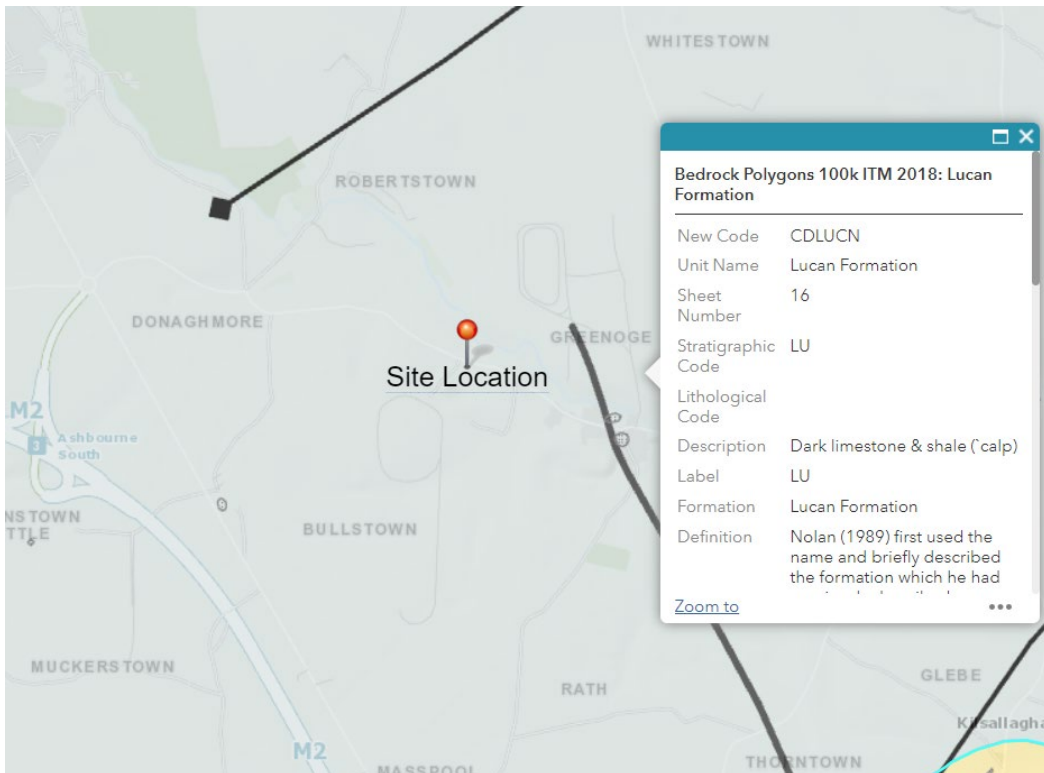 WHITESTOWN
ROBERTSTOWN
DONAGHMORE
GREENOGE
Site Location
M2
3
Ashbourne
South
BULLSTOWN
MUCKERSTOWN
RATH
GLEBE
M2
THORNTOWN
Bedrock Polygons 100k ITM 2018: Lucan
Formation
New Code CDLUCN
Unit Name Lucan Formation
Sheet 16
Number
Stratigraphic LU
Code
Lithological
Code
Description Dark limestone & shale (`calp)
Label LU
Formation Lucan Formation
Definition Nolan (1989) first used the
name and briefly described
the formation which he had
Zoom to